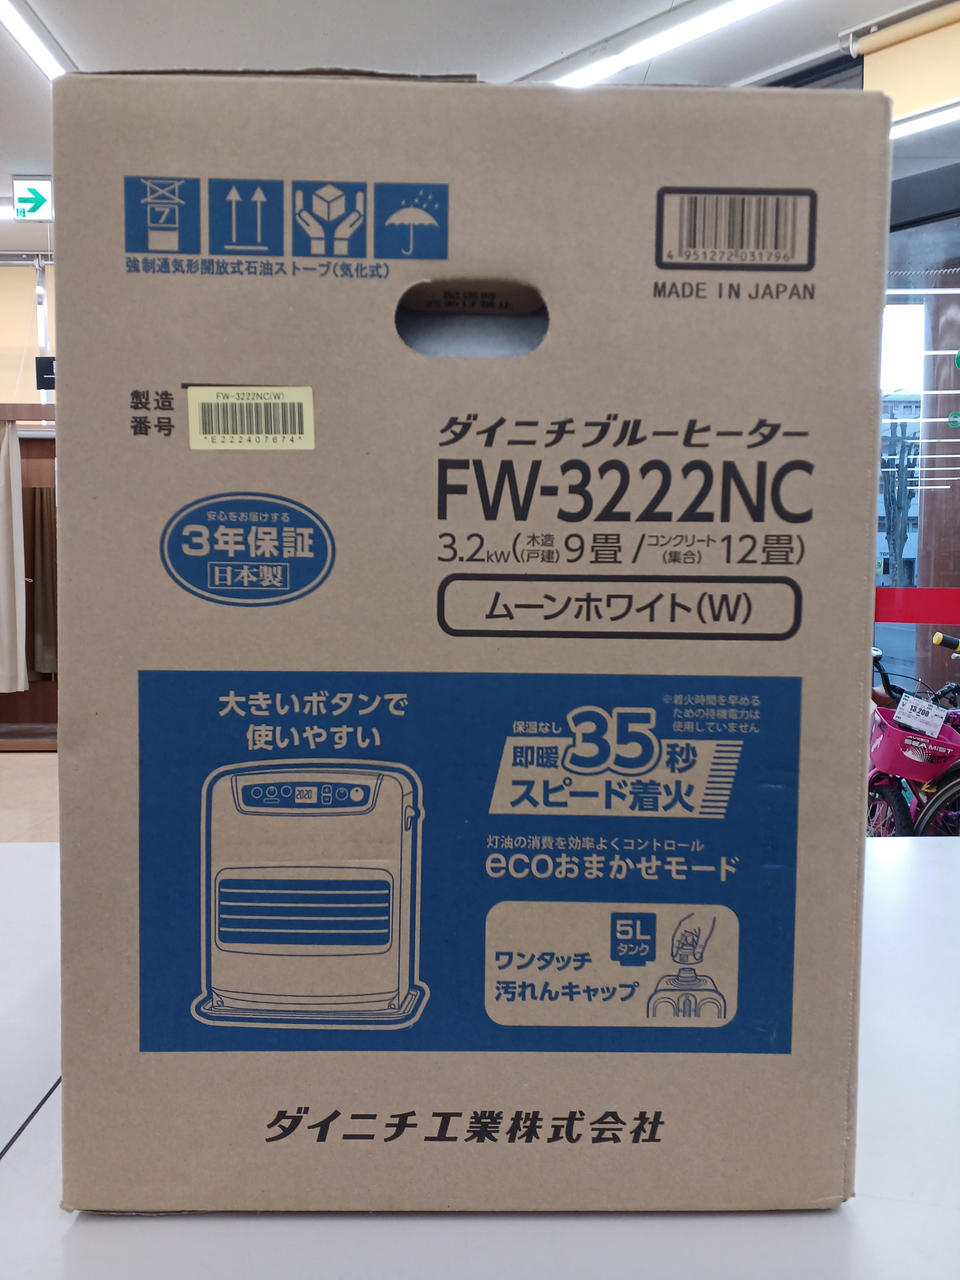 7
強制通気形開放式石油ストーブ(気化式)
4 951272 031796
MADE IN JAPAN
製造
番号
FW-3222NC(W)
*E222407674*
ダイニチブルーヒーター
FW-3222NC
3.2kW(木造(戸建)9畳/コンクリート(集合)12畳)
ムーンホワイト(W)
安心をお届けする
3年保証
日本製
大きいボタンで
使いやすい
2020
※着火時間を早める
ための待機電力は
使用していません
保温なし
即暖35秒
スピード着火
灯油の消費を効率よくコントロール
ecoおまかせモード
5L
タンク
ワンタッチ
汚れんキャップ
ダイニチ工業株式会社
13,200
SEA MIST